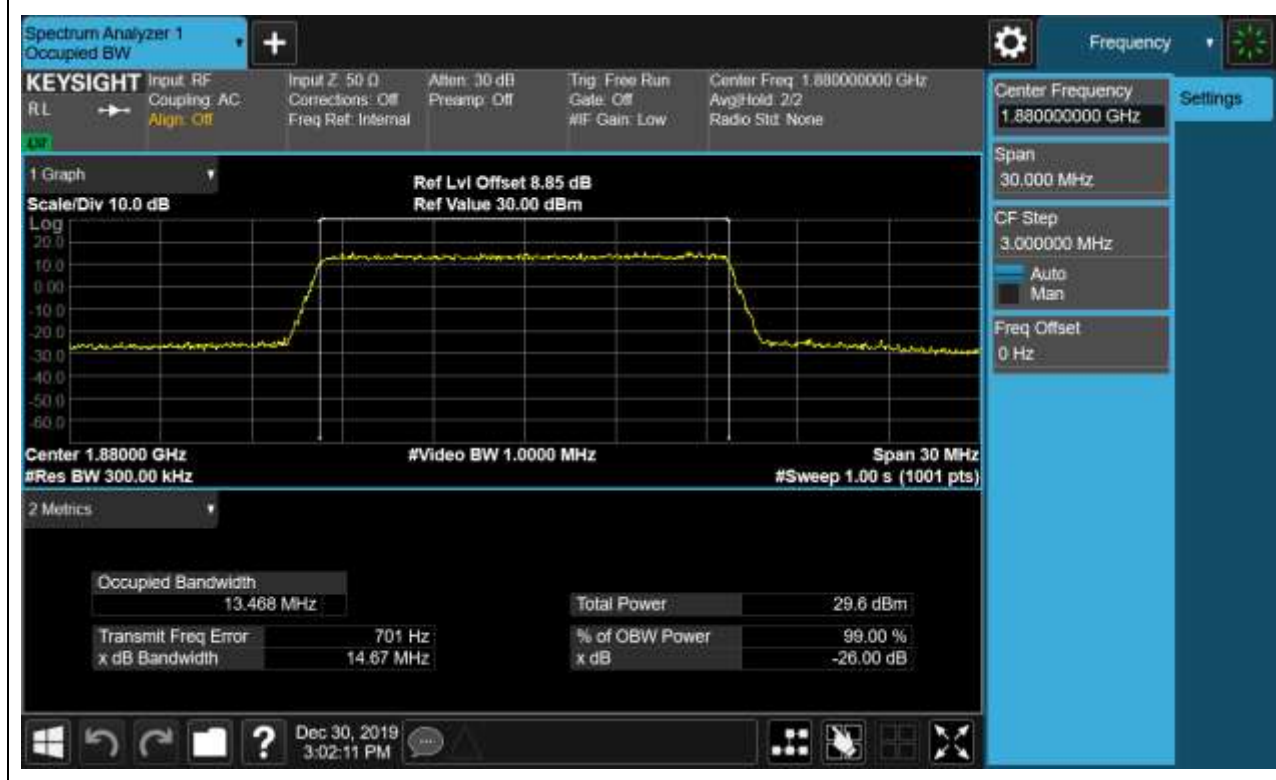 Spectrum Analyzer 1
Occupied BW
+
Frequency
KEYSIGHT
RL
Input: RF
Coupling: AC
Align: Off
Input Z: 50 Ω
Corrections: Off
Freq Ref: Internal
Atten: 30 dB
Preamp: Off
Trig: Free Run
Gate: Off
#IF Gain: Low
Center Freq: 1.880000000 GHz
Avg|Hold: 2/2
Radio Std: None
Center Frequency
1.880000000 GHz
Settings
Span
30.000 MHz
CF Step
3.000000 MHz
Auto
Man
Freq Offset
0 Hz
1 Graph
Scale/Div 10.0 dB
Ref Lvl Offset 8.85 dB
Ref Value 30.00 dBm
Log
20.0
10.0
0.00
-10.0
-20.0
-30.0
-40.0
-50.0
-60.0
Center 1.88000 GHz
#Video BW 1.0000 MHz
Span 30 MHz
#Res BW 300.00 kHz
#Sweep 1.00 s (1001 pts)
2 Metrics
Occupied Bandwidth
13.468 MHz
Total Power 29.6 dBm
Transmit Freq Error 701 Hz
% of OBW Power 99.00 %
x dB Bandwidth 14.67 MHz
x dB -26.00 dB
?
Dec 30, 2019
3:02:11 PM